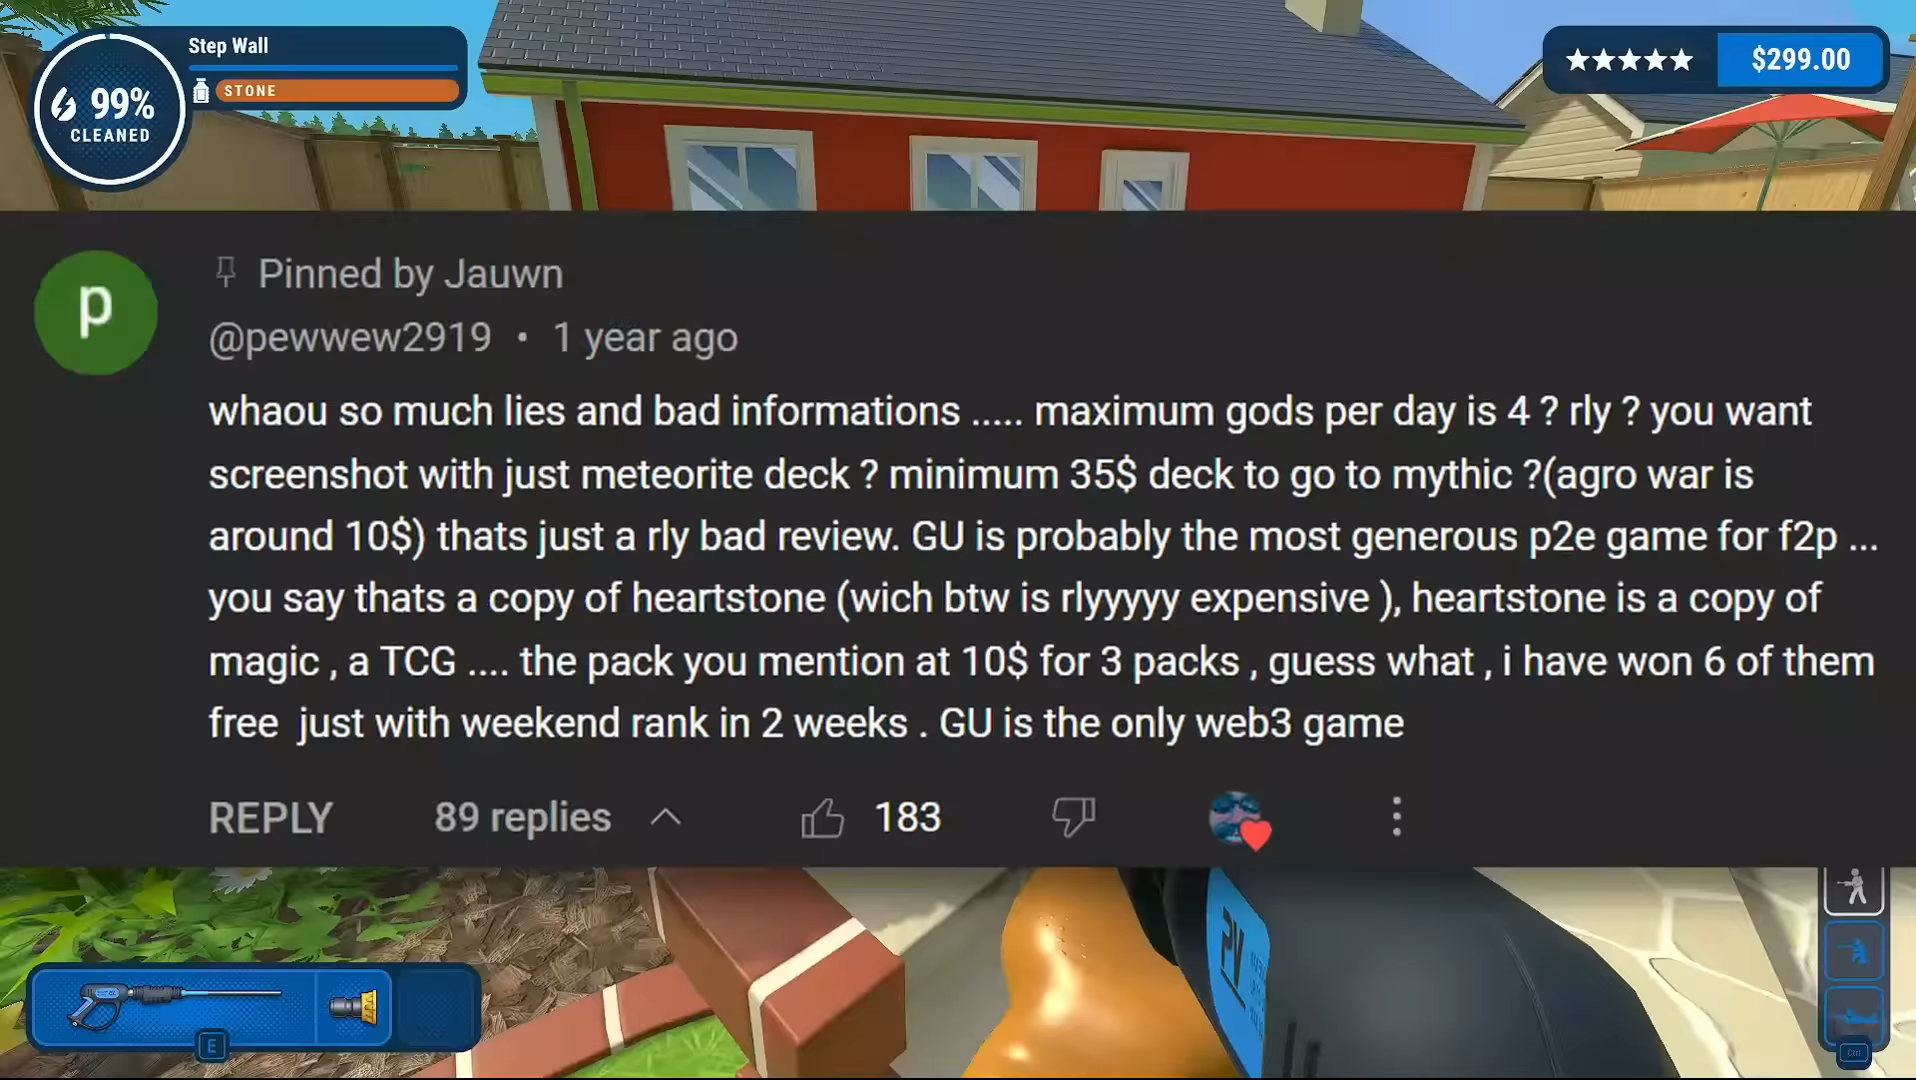 Step Wall
99%
CLEANED
STONE
★★★★★ $299.00
Pinned by Jauwn
p
@pewwew2919 • 1 year ago
whaou so much lies and bad informations ..... maximum gods per day is 4 ? rly ? you want
screenshot with just meteorite deck ? minimum 35$ deck to go to mythic ?(agro war is
around 10$) thats just a rly bad review. GU is probably the most generous p2e game for f2p ...
you say thats a copy of heartstone (wich btw is rlyyyyy expensive ), heartstone is a copy of
magic , a TCG .... the pack you mention at 10$ for 3 packs , guess what , i have won 6 of them
free  just with weekend rank in 2 weeks . GU is the only web3 game
REPLY 89 replies 183
PV
E
Ctrl